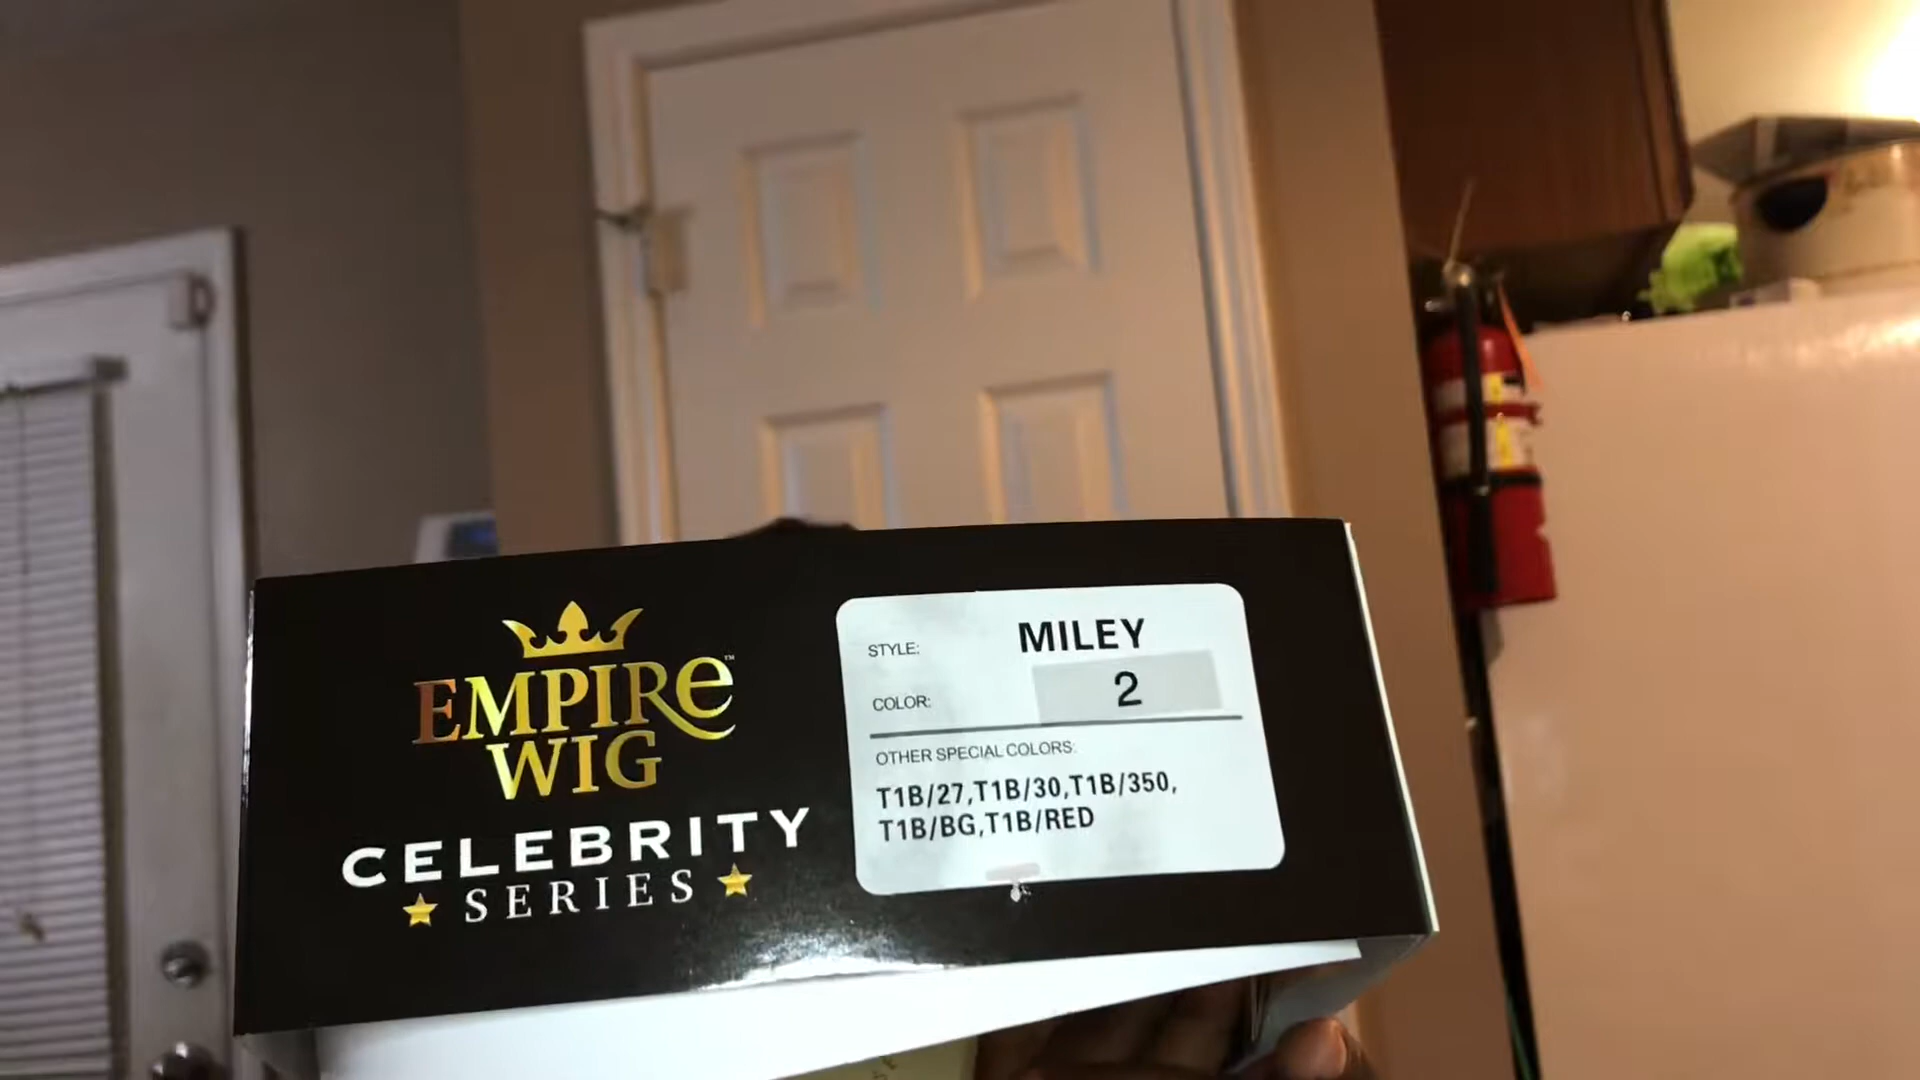 EMPIRE™
WIG
CELEBRITY
SERIES
STYLE: MILEY
COLOR: 2
OTHER SPECIAL COLORS:
T1B/27,T1B/30,T1B/350,
T1B/BG,T1B/RED